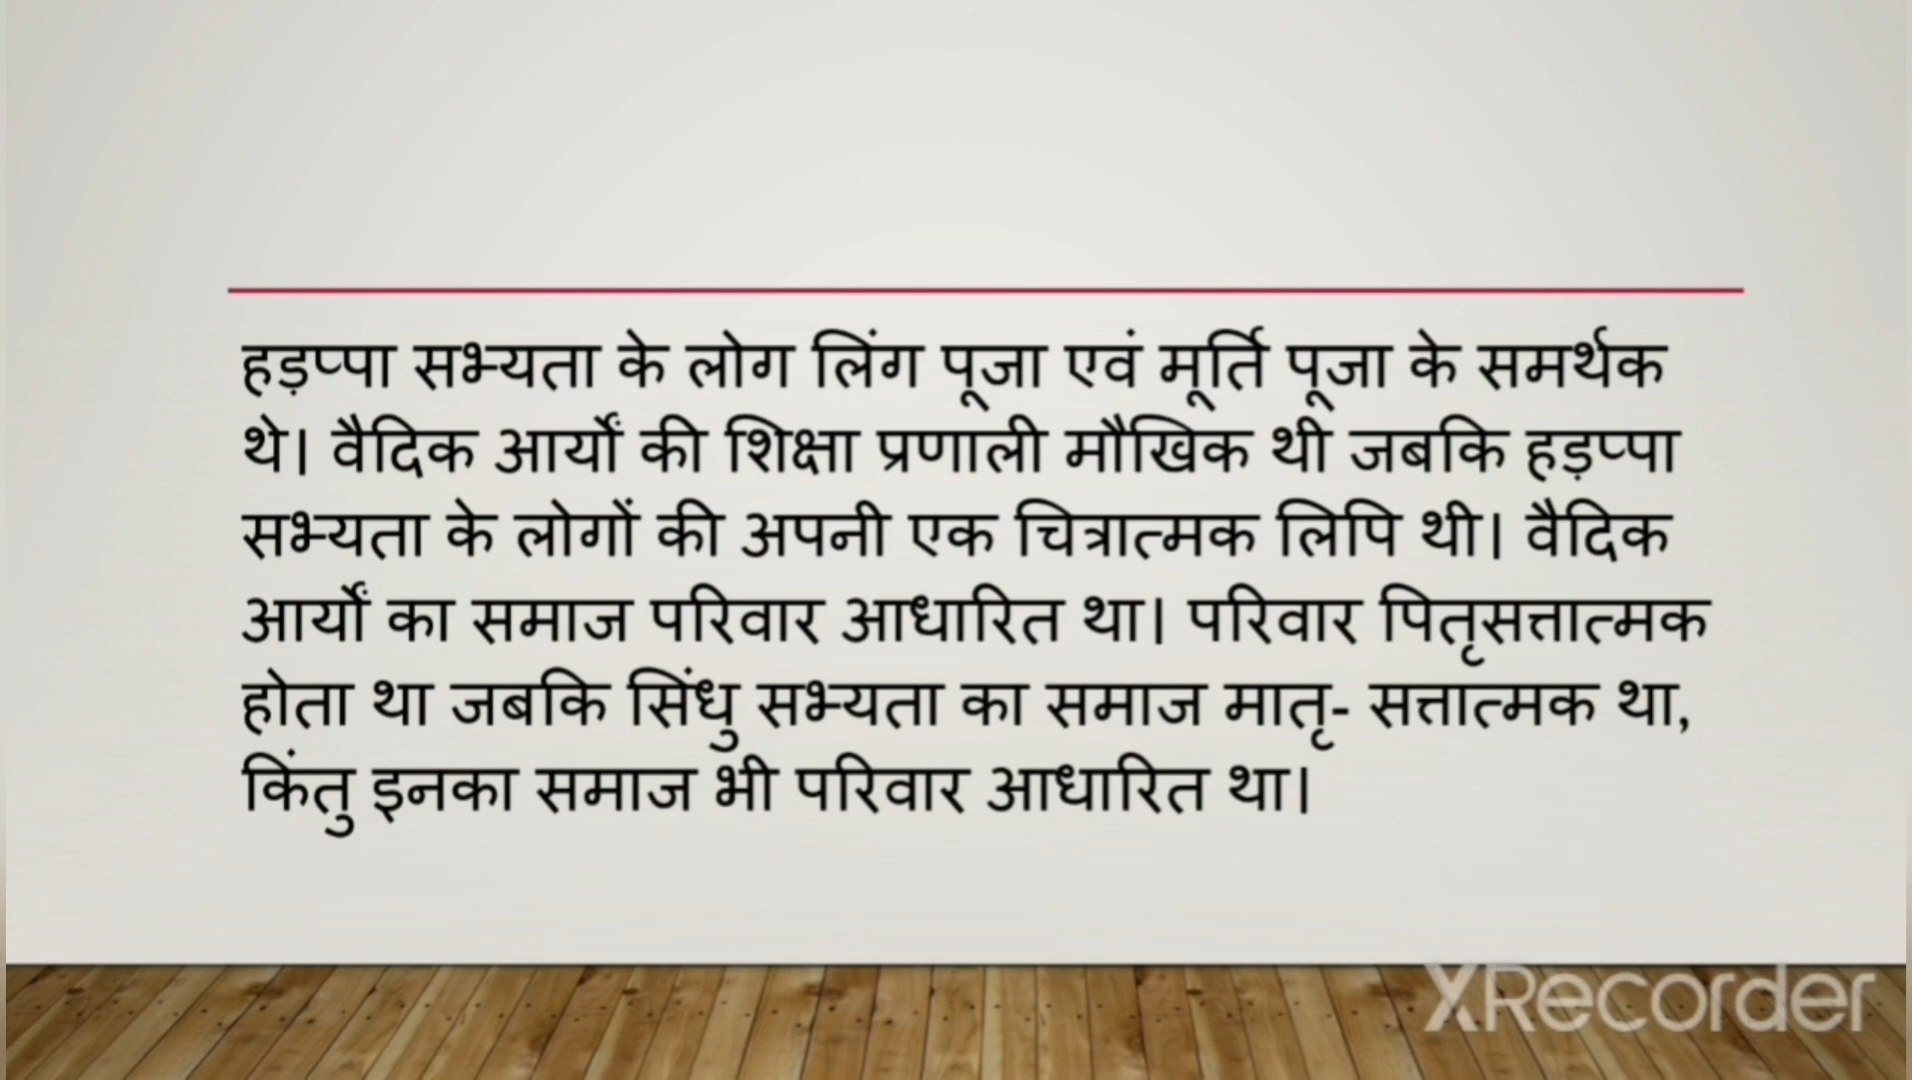 हड़प्पा सभ्यता के लोग लिंग पूजा एवं मूर्ति पूजा के समर्थक
थे। वैदिक आर्यों की शिक्षा प्रणाली मौखिक थी जबकि हड़प्पा
सभ्यता के लोगों की अपनी एक चित्रात्मक लिपि थी। वैदिक
आर्यों का समाज परिवार आधारित था। परिवार पितृसत्तात्मक
होता था जबकि सिंधु सभ्यता का समाज मातृ- सत्तात्मक था,
किंतु इनका समाज भी परिवार आधारित था।
XRecorder